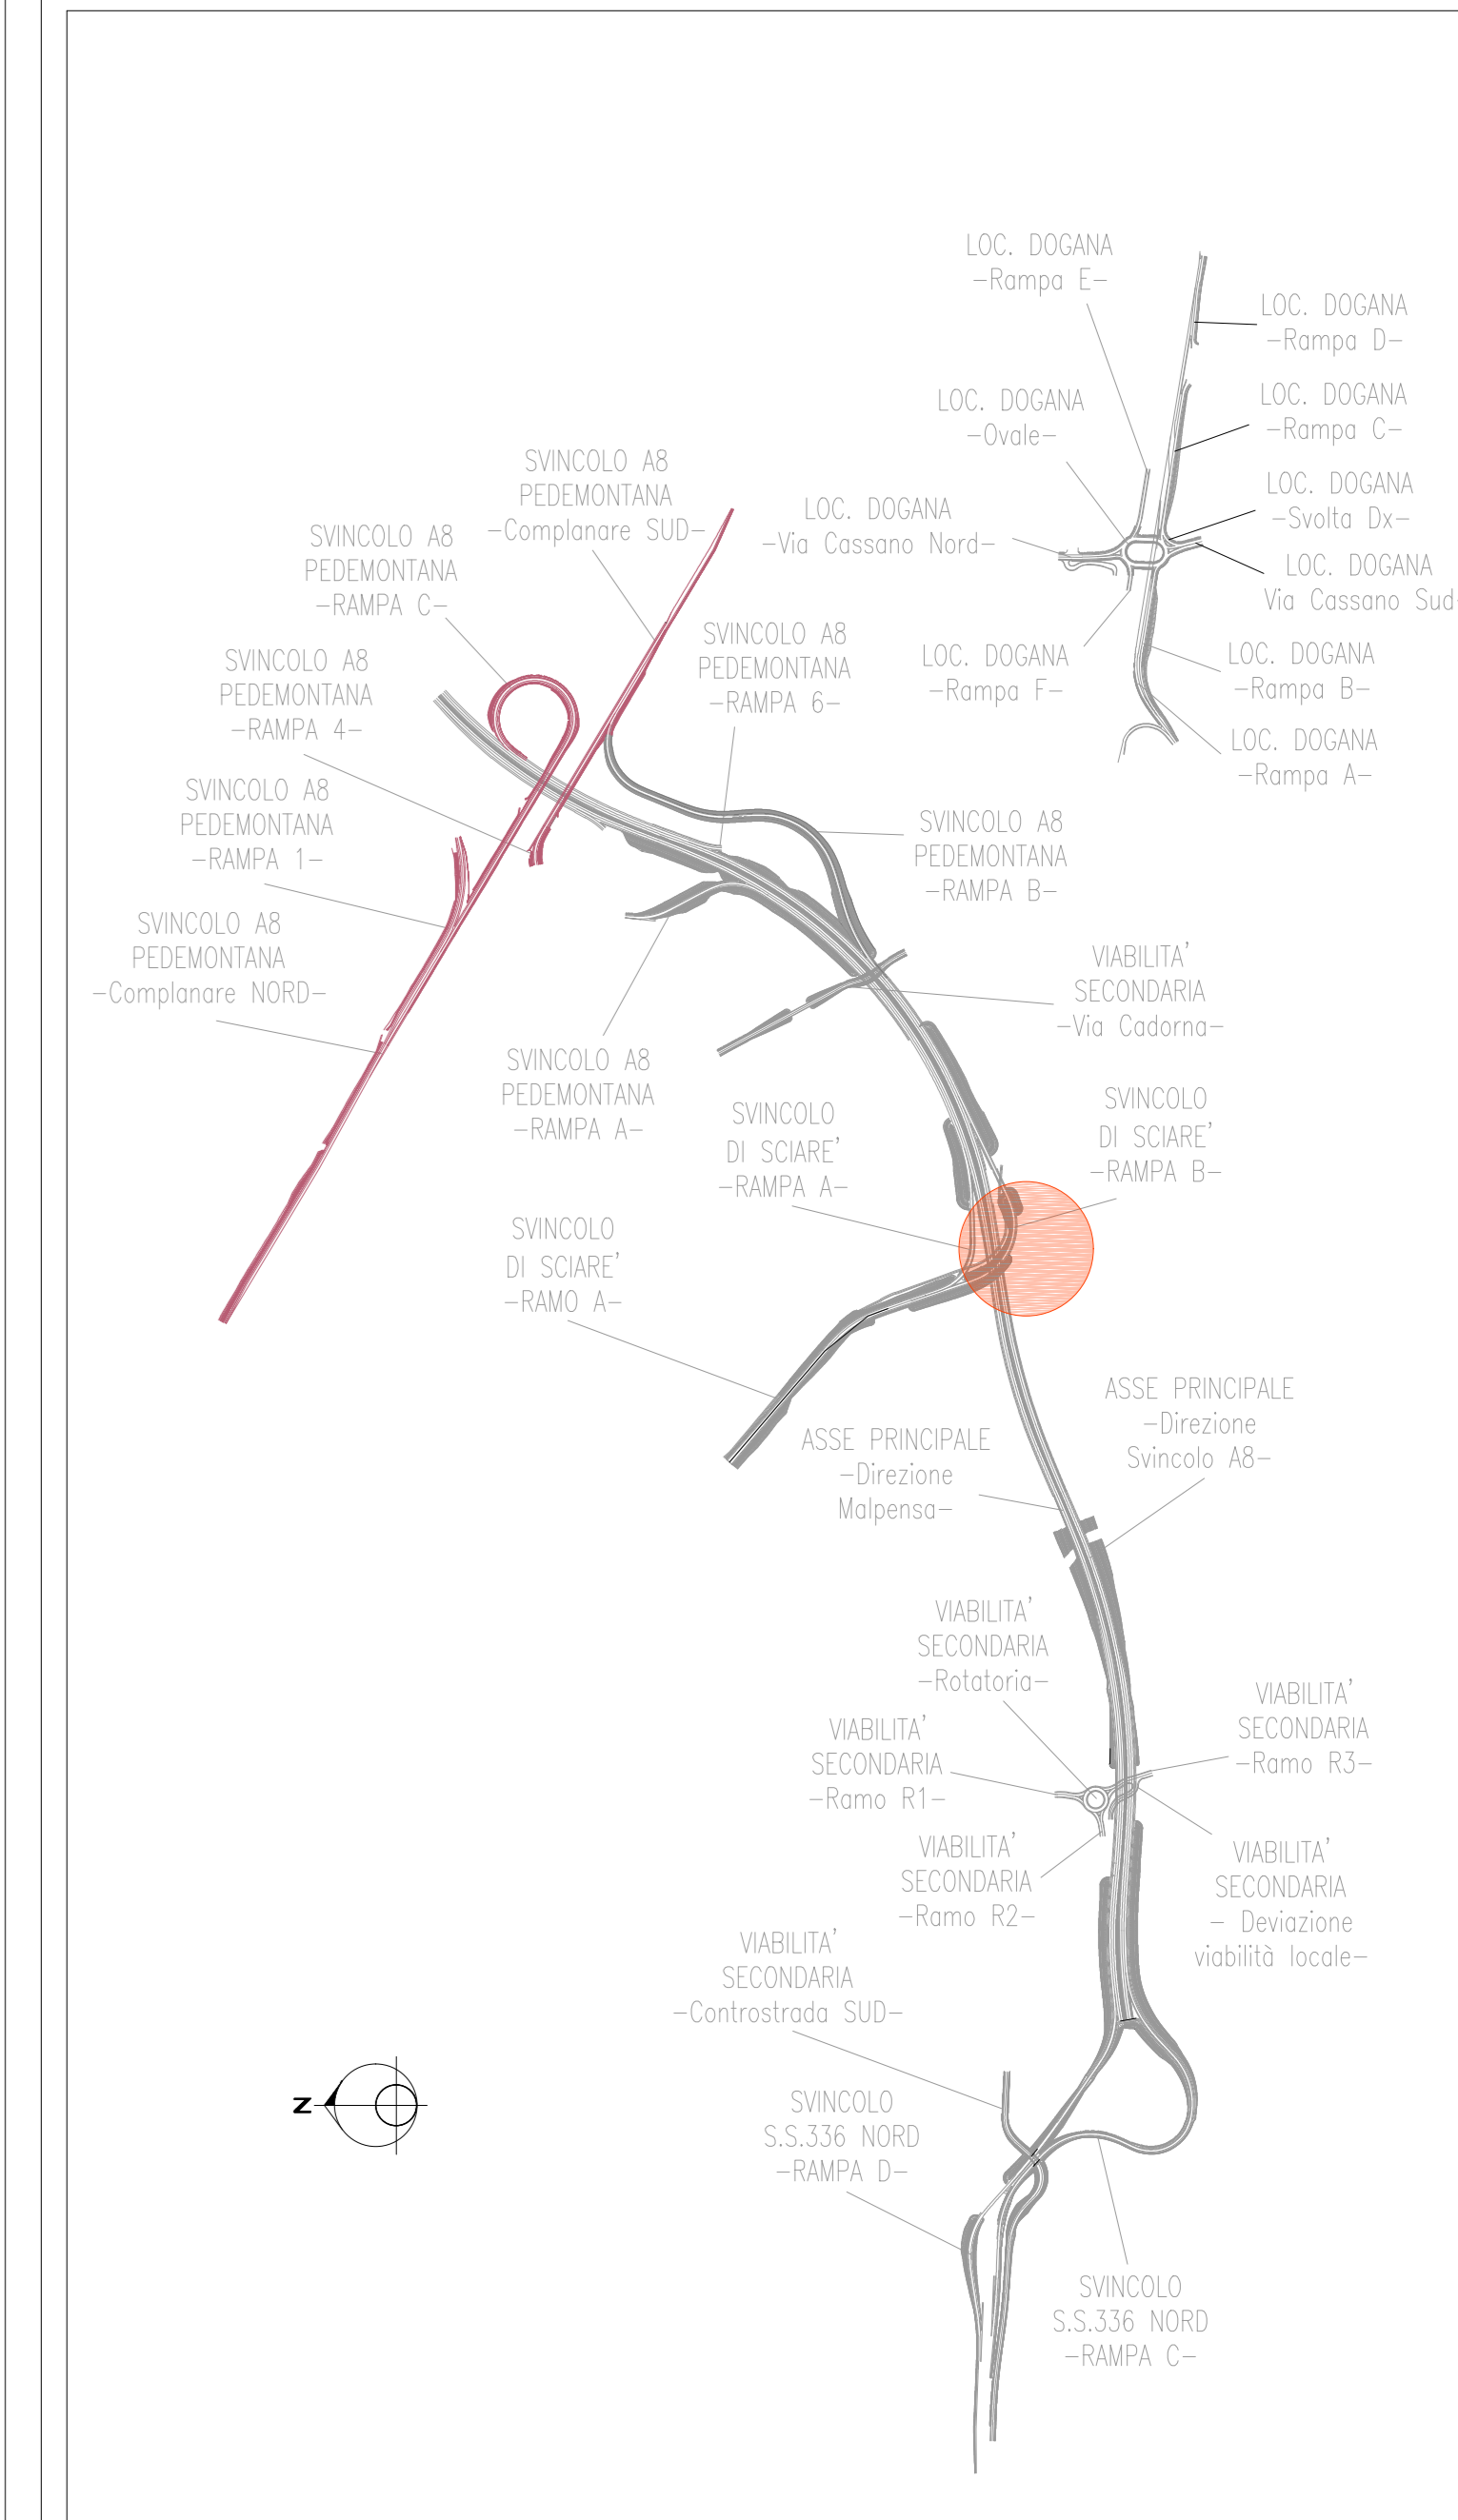 LOC. DOGANA
-Rampa E-
LOC. DOGANA
-Rampa D-
LOC. DOGANA
-Ovale-
LOC. DOGANA
-Rampa C-
SVINCOLO A8
PEDEMONTANA
-Complanare SUD-
LOC. DOGANA
-Svolta Dx-
LOC. DOGANA
-Via Cassano Nord-
SVINCOLO A8
PEDEMONTANA
-RAMPA C-
LOC. DOGANA
Via Cassano Sud-
SVINCOLO A8
PEDEMONTANA
-RAMPA 6-
LOC. DOGANA
-Rampa F-
LOC. DOGANA
-Rampa B-
SVINCOLO A8
PEDEMONTANA
-RAMPA 4-
LOC. DOGANA
-Rampa A-
SVINCOLO A8
PEDEMONTANA
-RAMPA 1-
SVINCOLO A8
PEDEMONTANA
-RAMPA B-
SVINCOLO A8
PEDEMONTANA
-Complanare NORD-
VIABILITA'
SECONDARIA
-Via Cadorna-
SVINCOLO A8
PEDEMONTANA
-RAMPA A-
SVINCOLO
DI SCIARE'
-RAMPA A-
SVINCOLO
DI SCIARE'
-RAMPA B-
SVINCOLO
DI SCIARE'
-RAMO A-
ASSE PRINCIPALE
-Direzione
Svincolo A8-
ASSE PRINCIPALE
-Direzione
Malpensa-
VIABILITA'
SECONDARIA
-Rotatoria-
VIABILITA'
SECONDARIA
-Ramo R3-
VIABILITA'
SECONDARIA
-Ramo R1-
VIABILITA'
SECONDARIA
-Ramo R2-
VIABILITA'
SECONDARIA
- Deviazione
viabilità locale-
VIABILITA'
SECONDARIA
-Controstrada SUD-
N
SVINCOLO
S.S.336 NORD
-RAMPA D-
SVINCOLO
S.S.336 NORD
-RAMPA C-